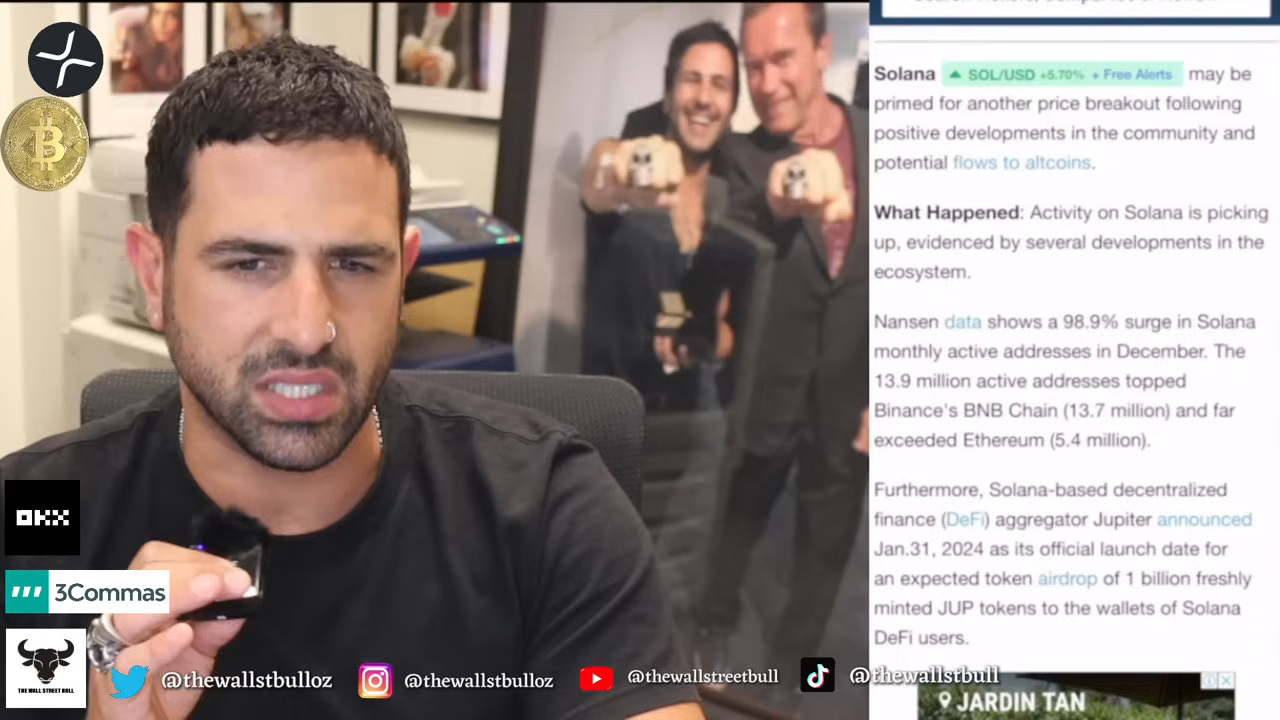 Solana ▲ SOL/USD +5.70% + Free Alerts may be
primed for another price breakout following
positive developments in the community and
potential flows to altcoins.
What Happened: Activity on Solana is picking
up, evidenced by several developments in the
ecosystem.
Nansen data shows a 98.9% surge in Solana
monthly active addresses in December. The
13.9 million active addresses topped
Binance's BNB Chain (13.7 million) and far
exceeded Ethereum (5.4 million).
Furthermore, Solana-based decentralized
finance (DeFi) aggregator Jupiter announced
Jan.31, 2024 as its official launch date for
an expected token airdrop of 1 billion freshly
minted JUP tokens to the wallets of Solana
DeFi users.
JARDIN TAN
OKX
3Commas
THE WALL STREET BULL
@thewallstbulloz
@thewallstbulloz
@thewallstreetbull
@thewallstbull